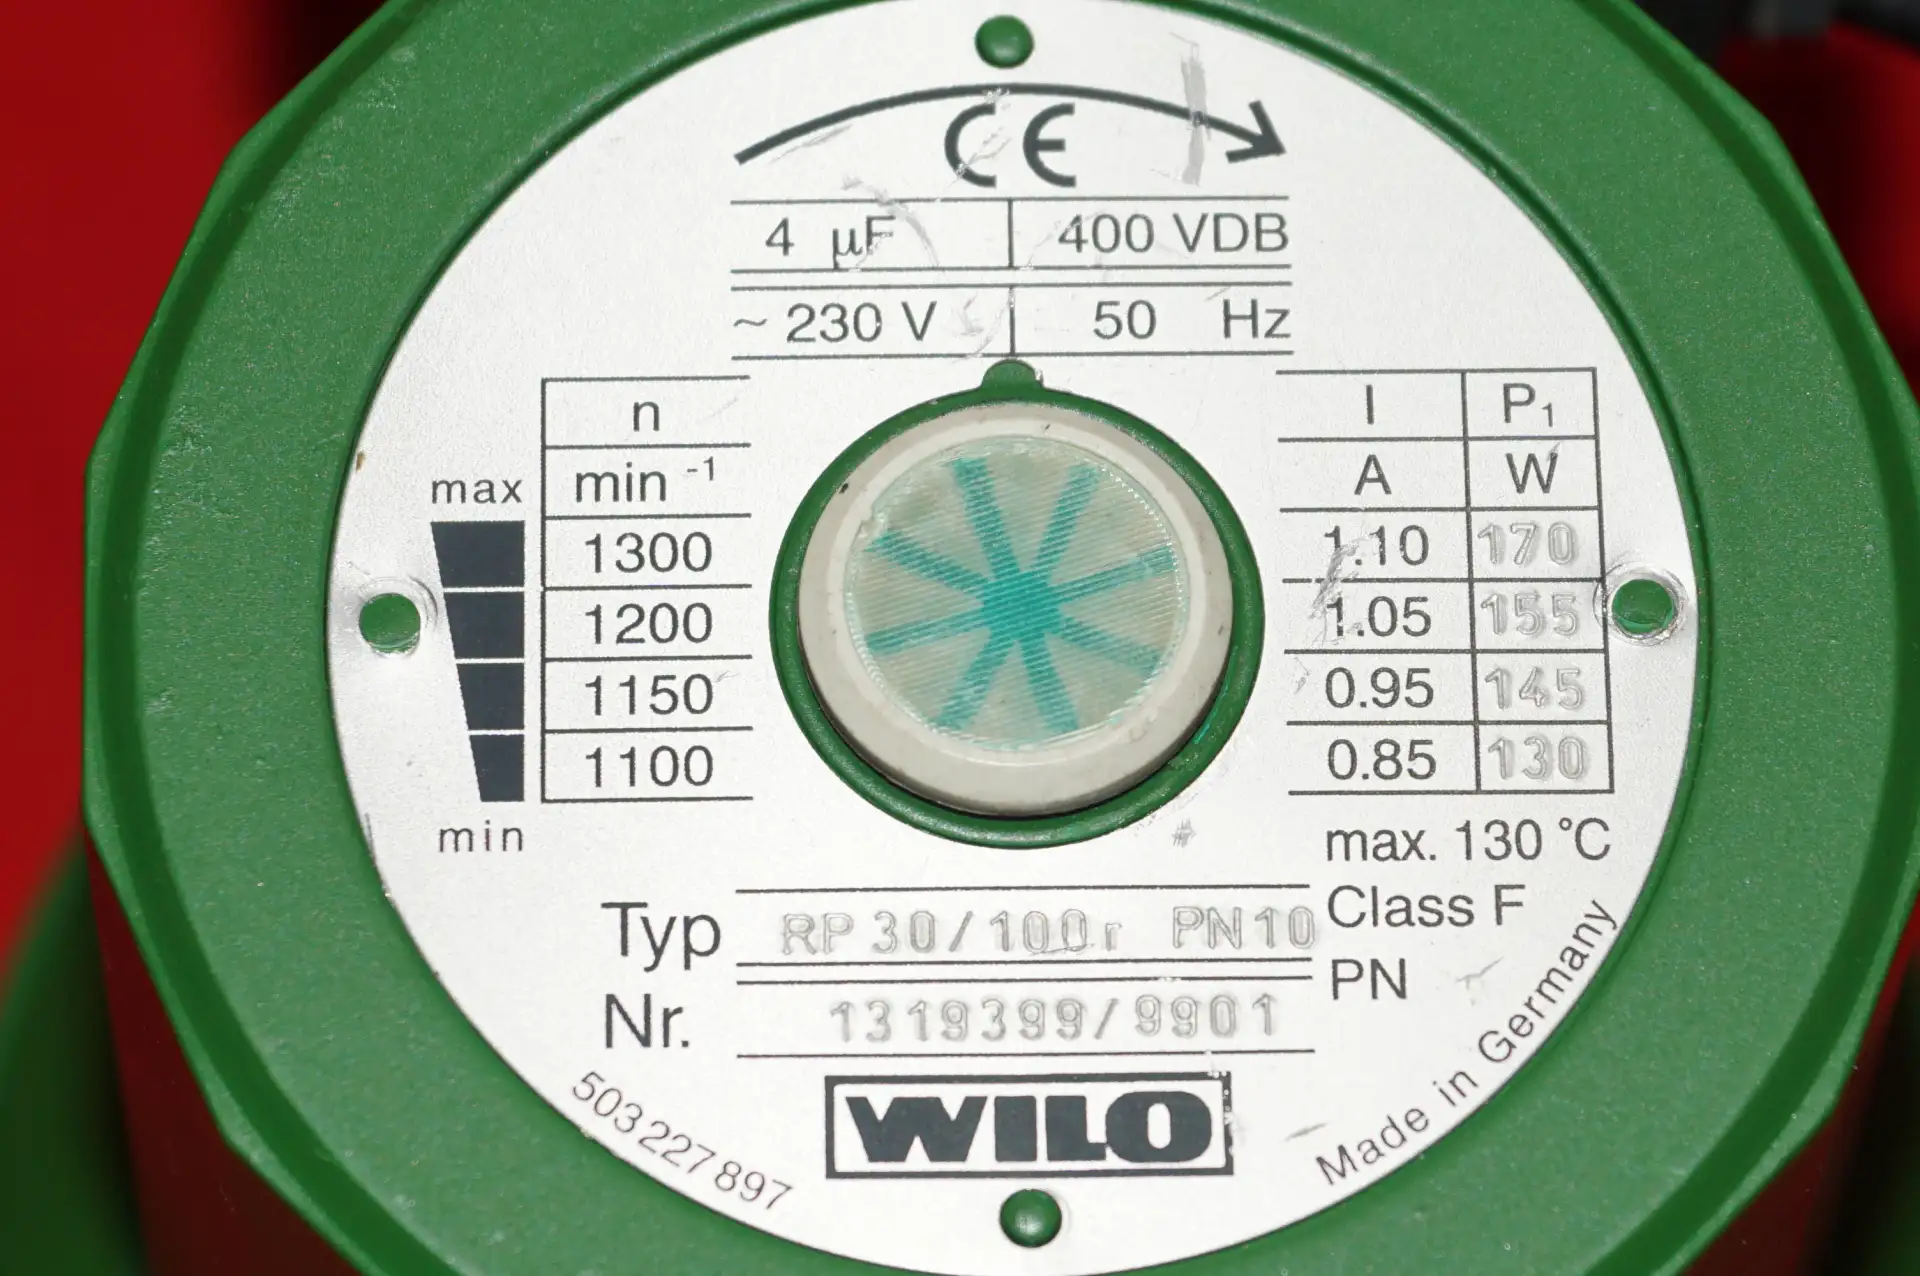 CE
4 µF 400 VDB
~ 230 V 50 Hz
n
min -1
max
1300
1200
1150
1100
min
I P1
A W
1.10 170
1.05 155
0.95 145
0.85 130
max. 130 °C
Class F
PN
Typ RP 30/100r PN10
Nr. 1319399/9901
WILO
503 227 897
Made in Germany